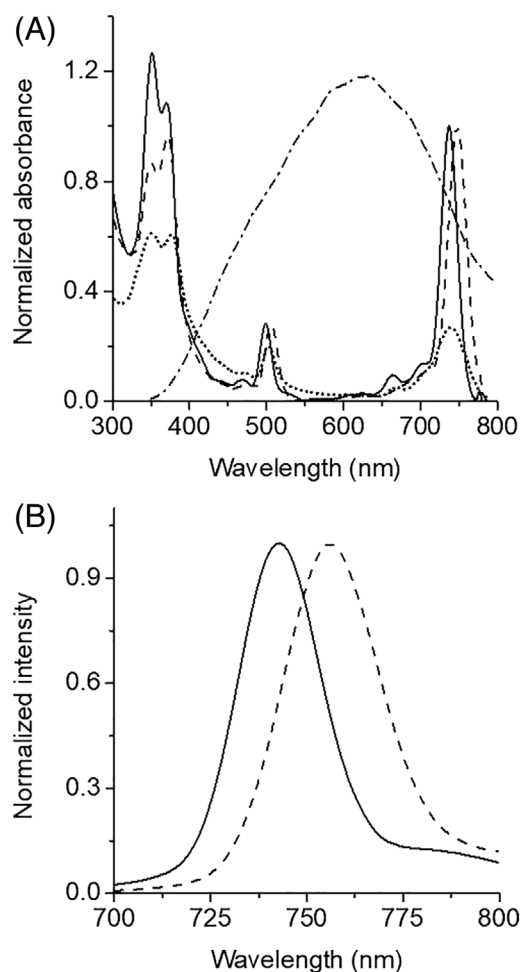 (A)
Normalized absorbance
1.2
0.8
0.4
0.0
300 400 500 600 700 800
Wavelength (nm)
(B)
Normalized intensity
0.9
0.6
0.3
0.0
700 725 750 775 800
Wavelength (nm)